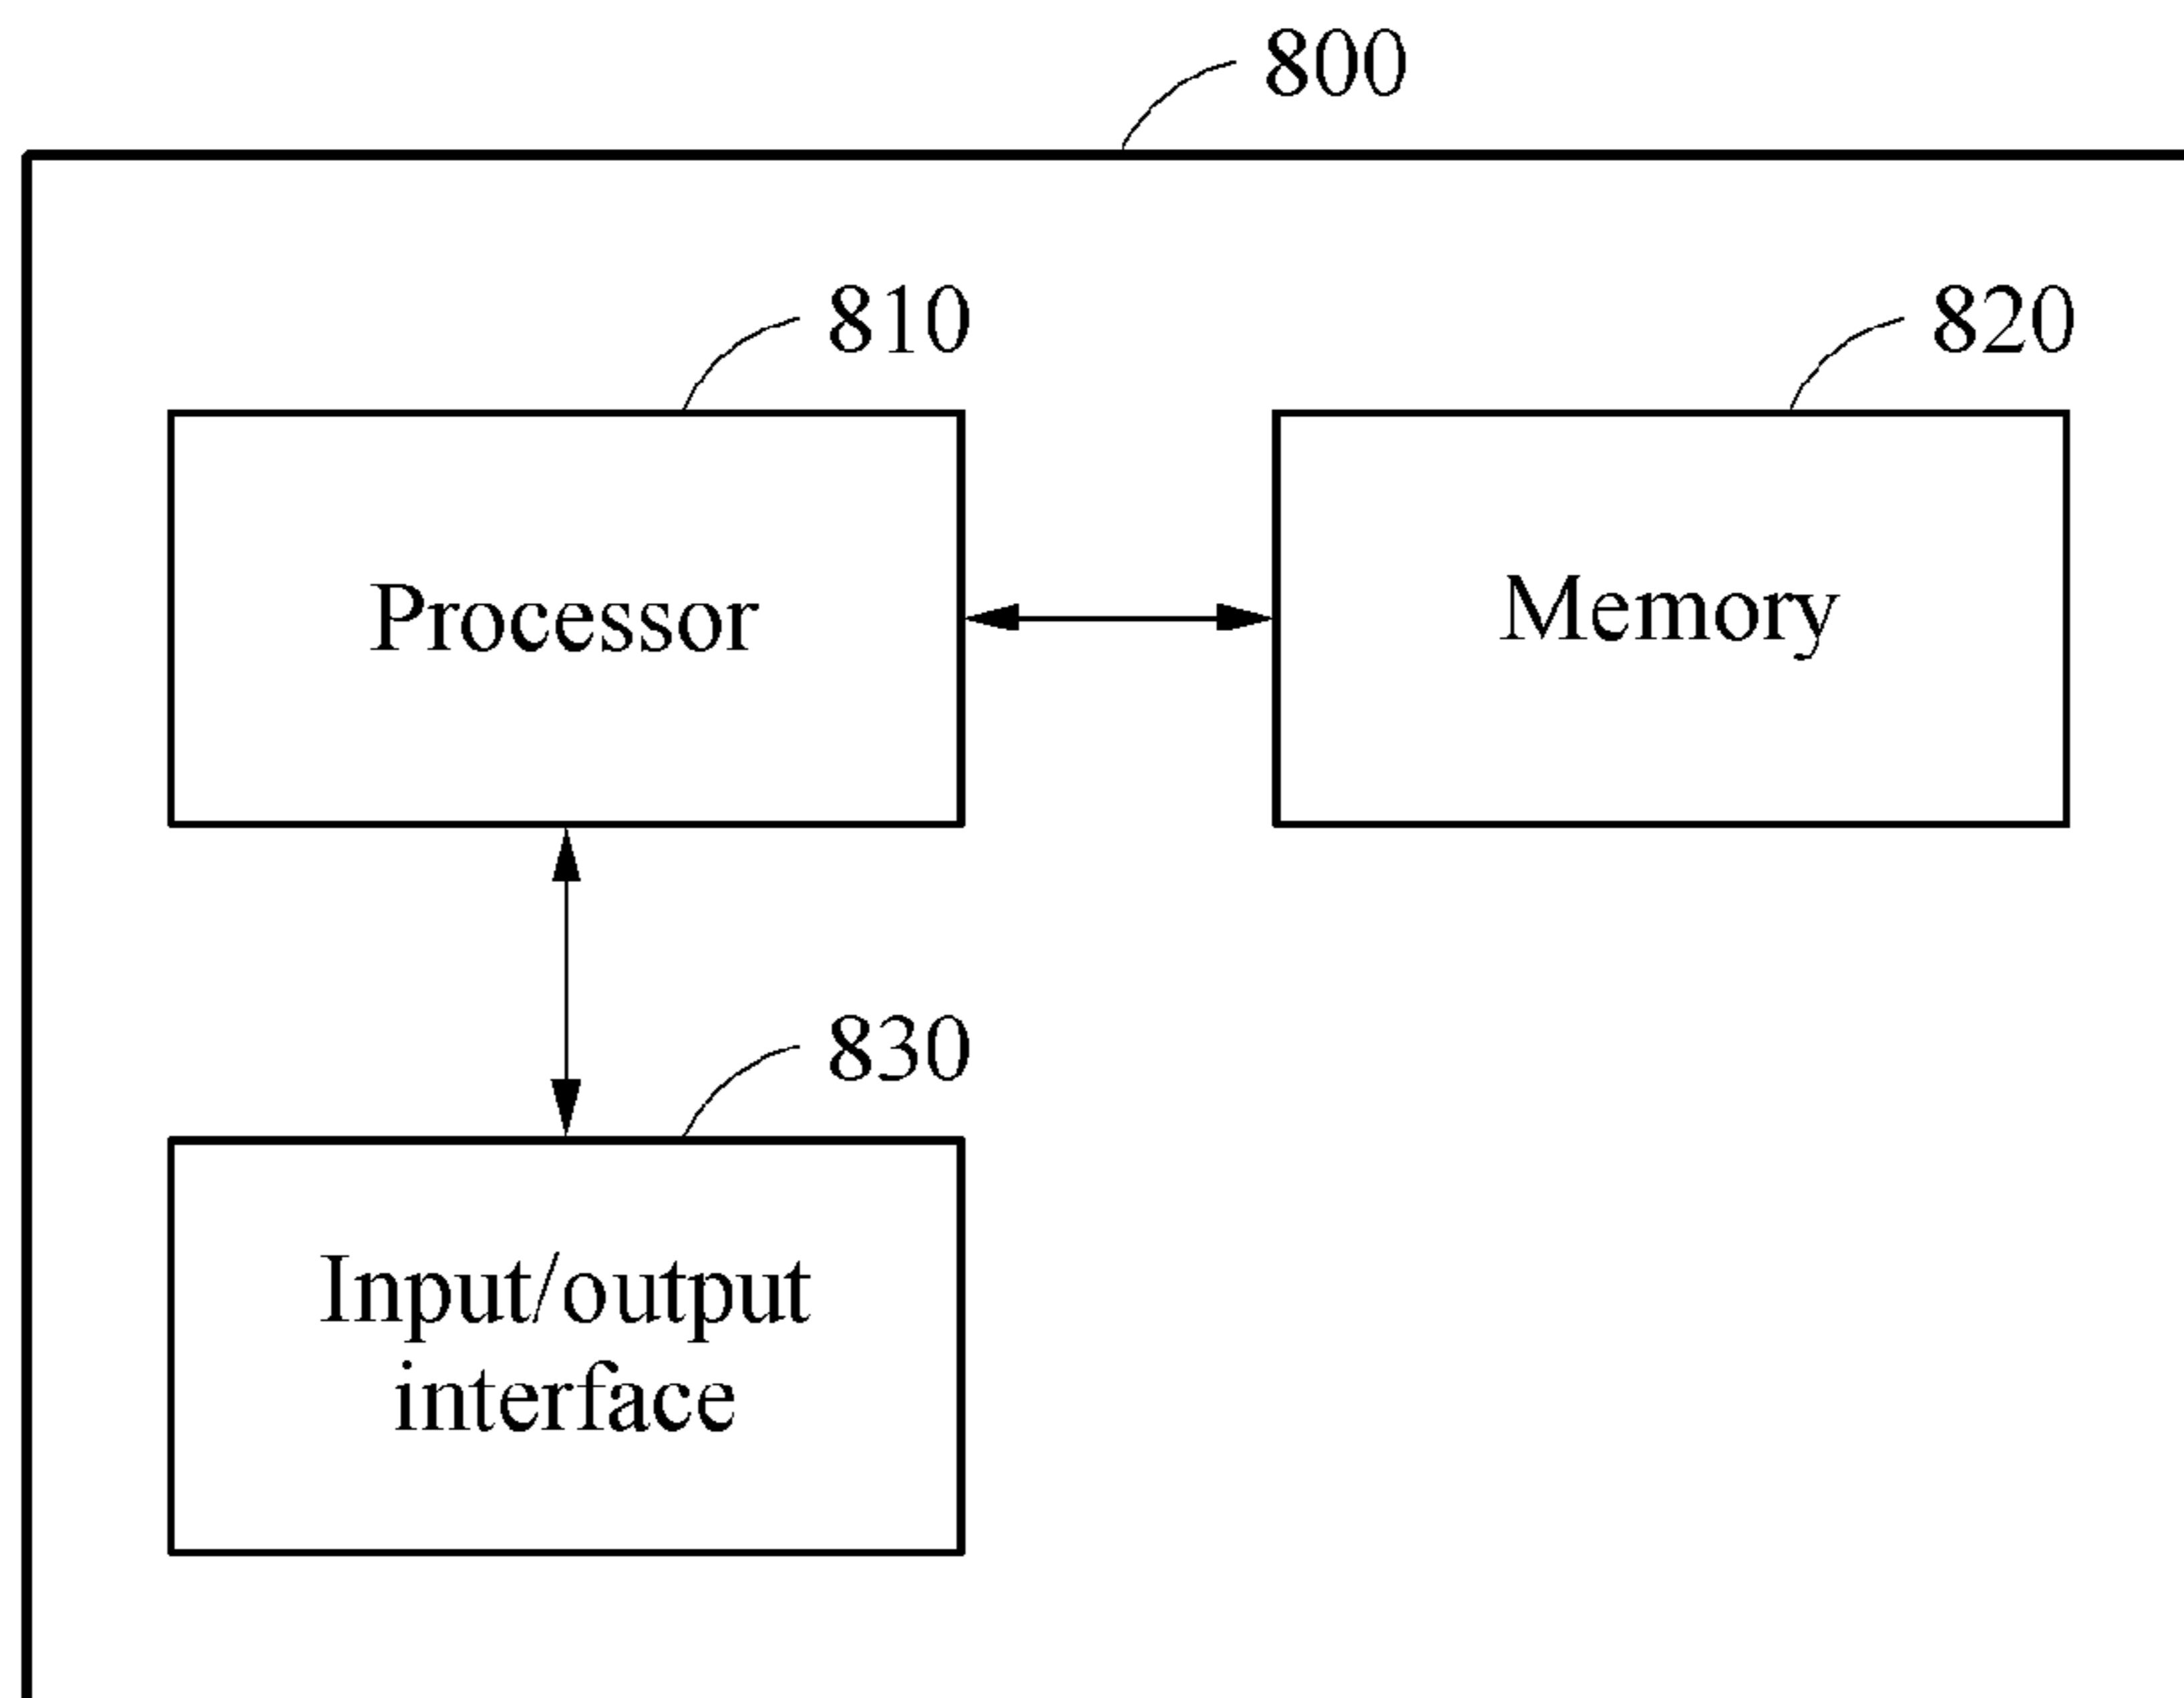 800
810
820
Processor
Memory
830
Input/output
interface